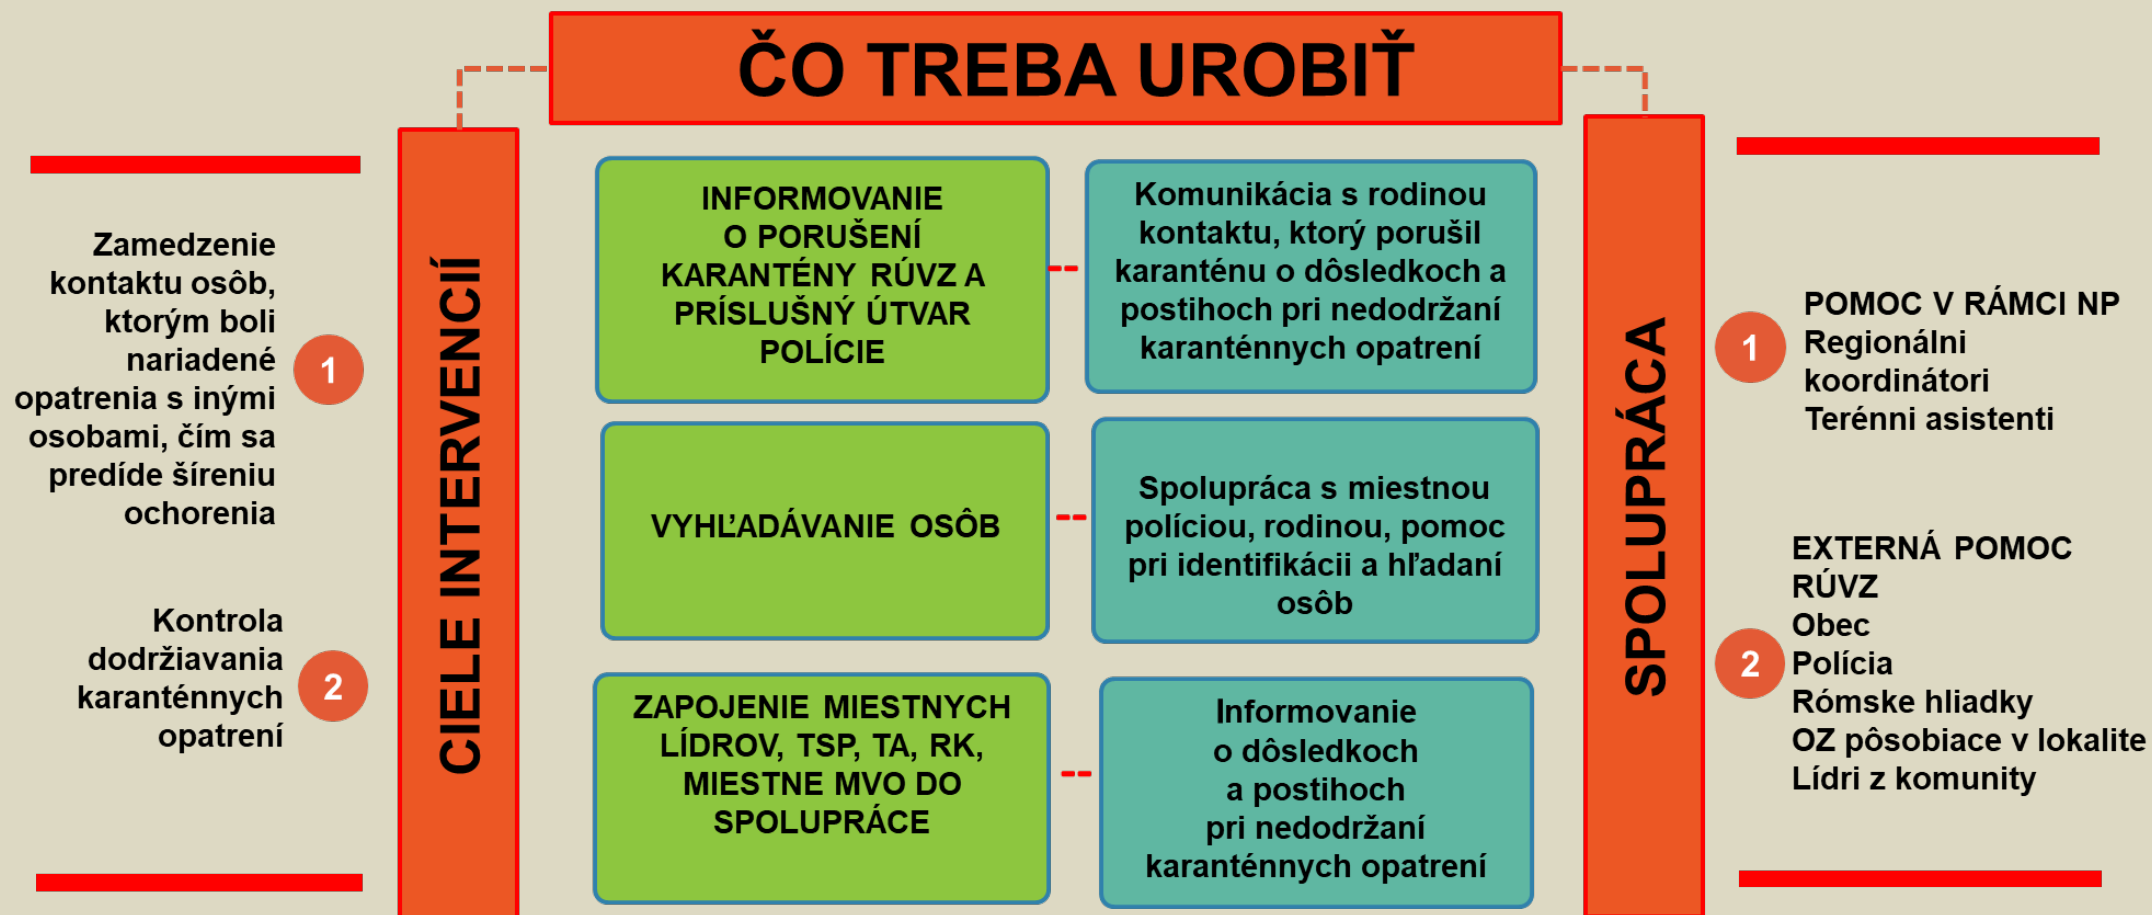 ČO TREBA UROBIŤ
CIELE INTERVENCIÍ
Zamedzenie
kontaktu osôb,
ktorým boli
nariadené
opatrenia s inými
osobami, čím sa
predíde šíreniu
ochorenia
1
Kontrola
dodržiavania
karanténnych
opatrení
2
INFORMOVANIE
O PORUŠENÍ
KARANTÉNY RÚVZ A
PRÍSLUŠNÝ ÚTVAR
POLÍCIE
Komunikácia s rodinou
kontaktu, ktorý porušil
karanténu o dôsledkoch a
postihoch pri nedodržaní
karanténnych opatrení
VYHĽADÁVANIE OSÔB
Spolupráca s miestnou
políciou, rodinou, pomoc
pri identifikácii a hľadaní
osôb
ZAPOJENIE MIESTNYCH
LÍDROV, TSP, TA, RK,
MIESTNE MVO DO
SPOLUPRÁCE
Informovanie
o dôsledkoch
a postihoch
pri nedodržaní
karanténnych opatrení
SPOLUPRÁCA
1
POMOC V RÁMCI NP
Regionálni
koordinátori
Terénni asistenti
2
EXTERNÁ POMOC
RÚVZ
Obec
Polícia
Rómske hliadky
OZ pôsobiace v lokalite
Lídri z komunity